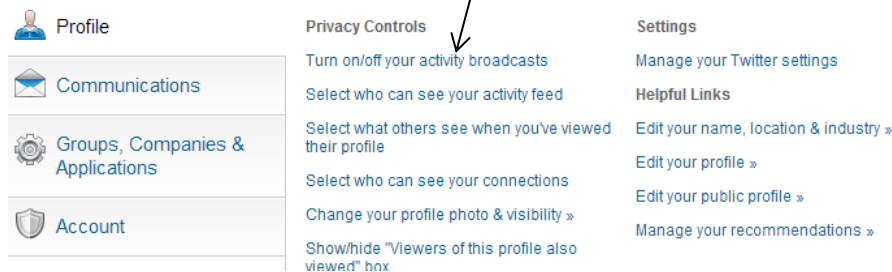 Profile
Communications
Groups, Companies &
Applications
Account
Privacy Controls
Turn on/off your activity broadcasts
Select who can see your activity feed
Select what others see when you've viewed
their profile
Select who can see your connections
Change your profile photo & visibility »
Show/hide "Viewers of this profile also
viewed" box
Settings
Manage your Twitter settings
Helpful Links
Edit your name, location & industry »
Edit your profile »
Edit your public profile »
Manage your recommendations »